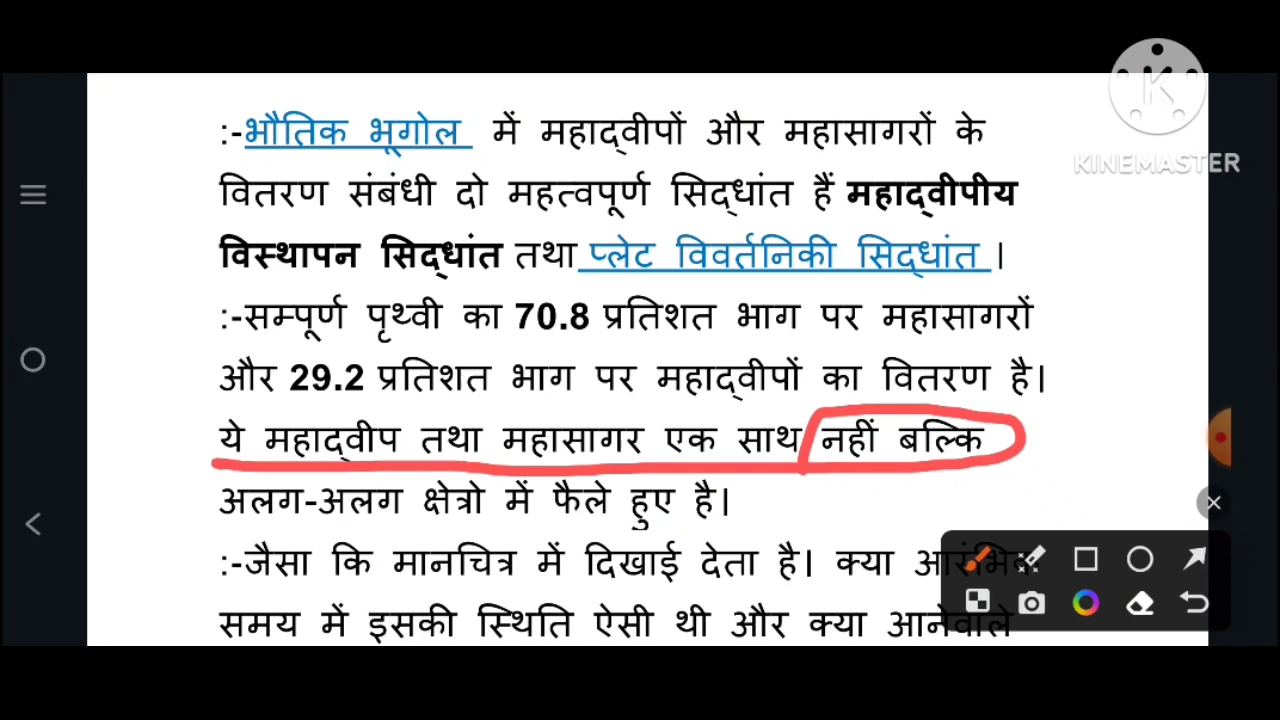 :-भौतिक भूगोल में महाद्वीपों और महासागरों के
वितरण संबंधी दो महत्वपूर्ण सिद्धांत हैं महाद्वीपीय
विस्थापन सिद्धांत तथा प्लेट विवर्तनिकी सिद्धांत ।
:-सम्पूर्ण पृथ्वी का 70.8 प्रतिशत भाग पर महासागरों
और 29.2 प्रतिशत भाग पर महाद्वीपों का वितरण है।
ये महाद्वीप तथा महासागर एक साथ नहीं बल्कि
अलग-अलग क्षेत्रो में फैले हुए है।
:-जैसा कि मानचित्र में दिखाई देता है। क्या आरंभिक
समय में इसकी स्थिति ऐसी थी और क्या आनेवाले
KINEMASTER